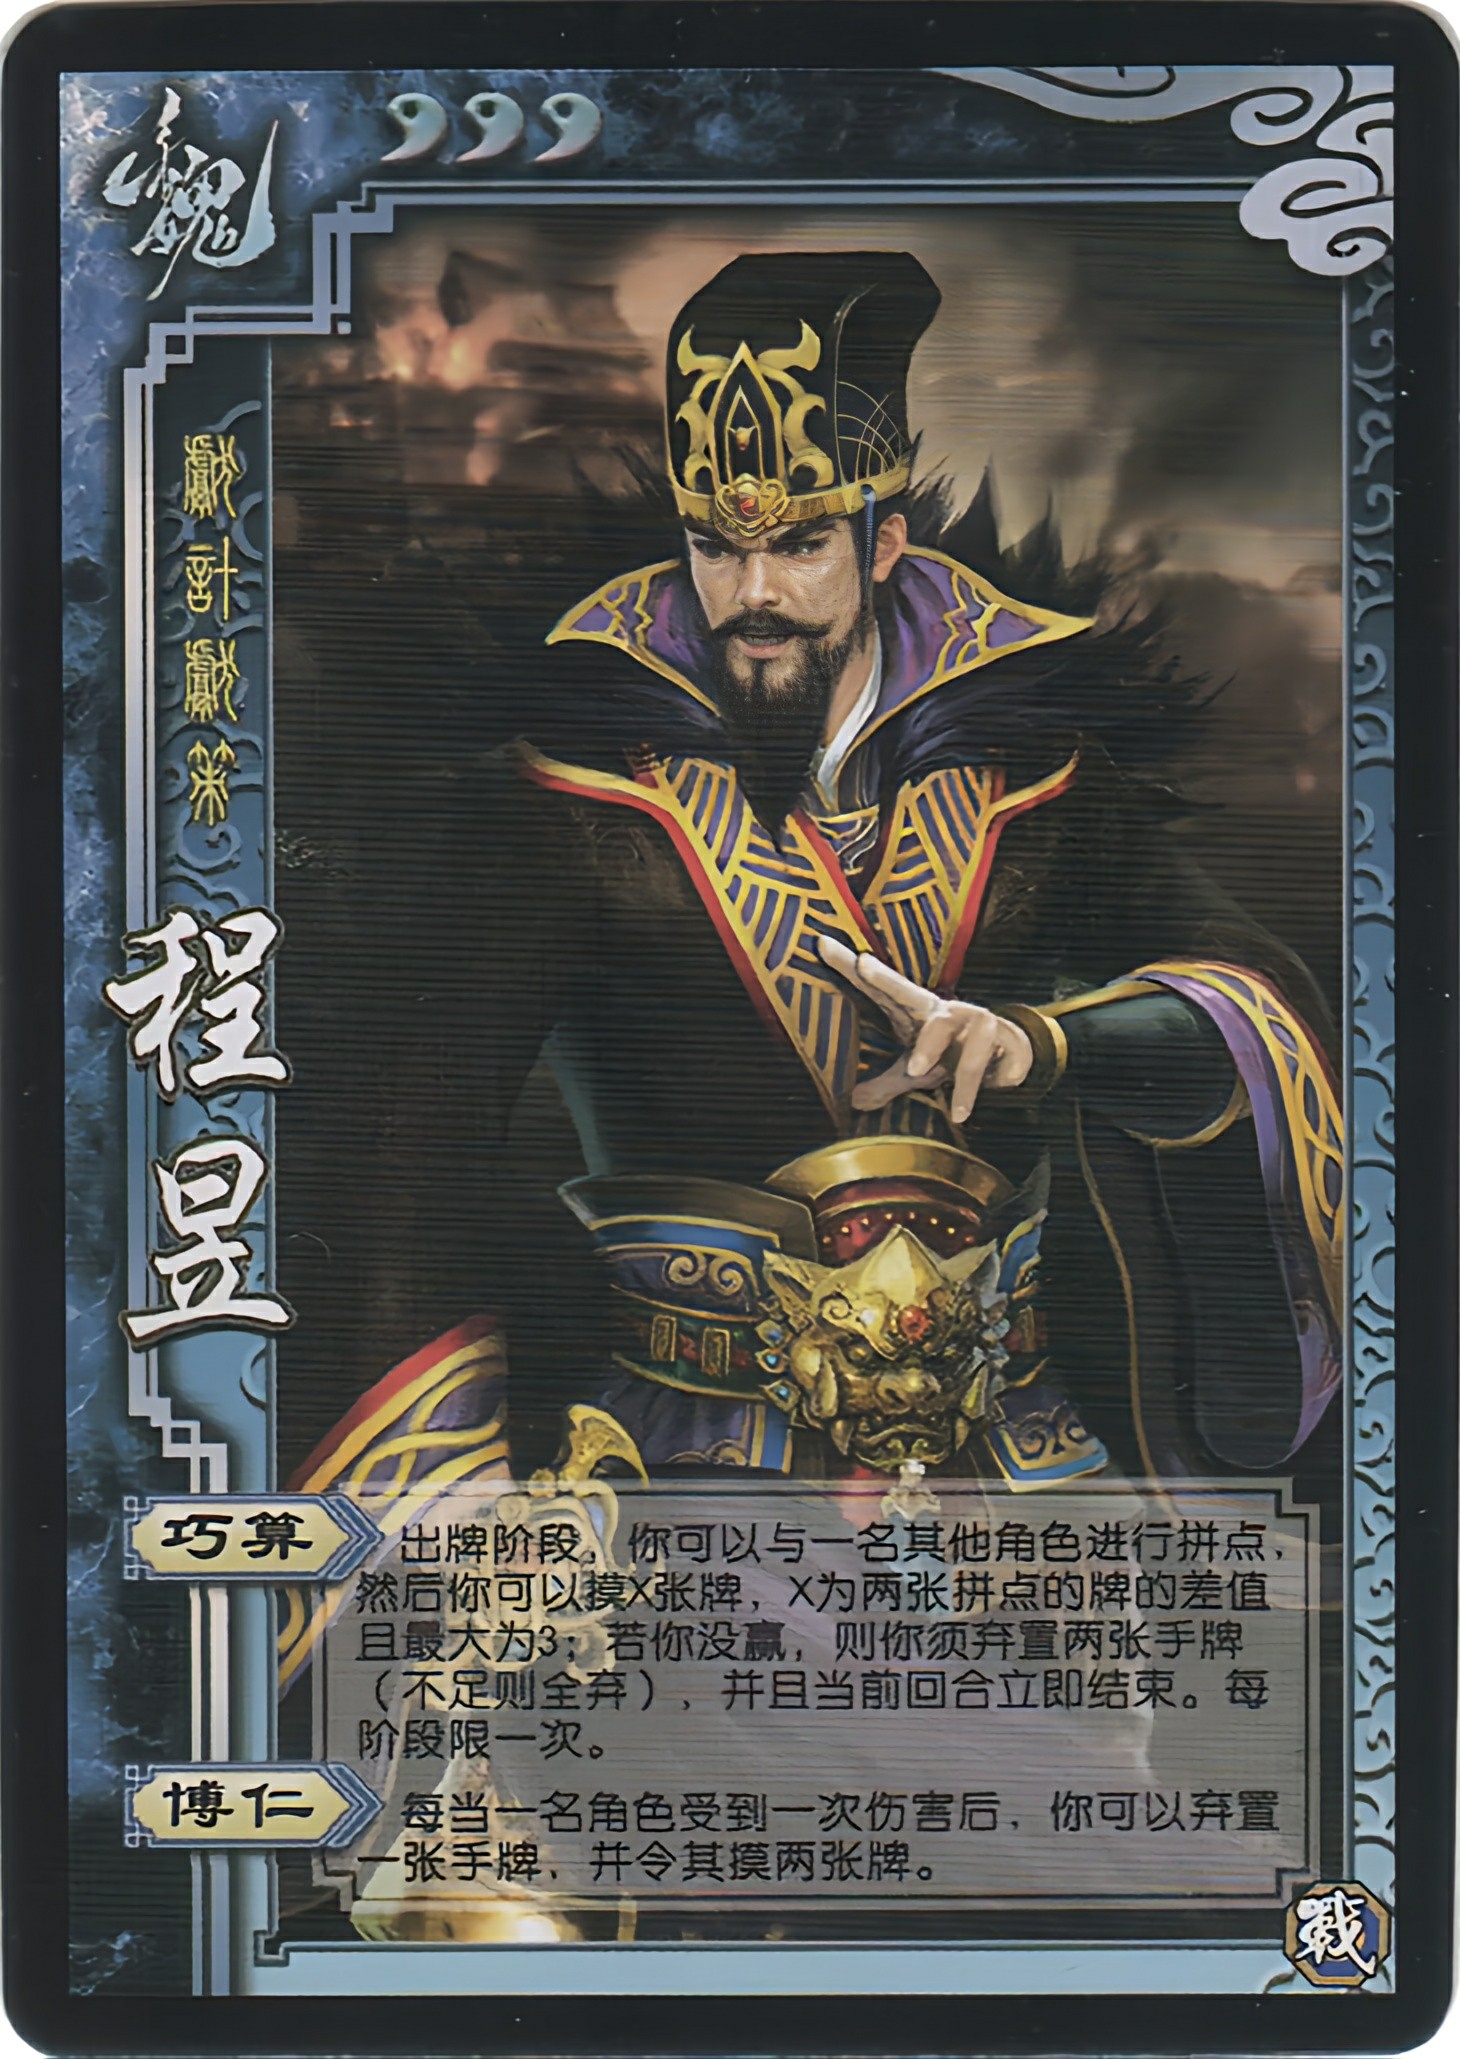 魏
獻計獻策
程昱
巧算
出牌阶段，你可以与一名其他角色进行拼点，
然后你可以摸X张牌，X为两张拼点的牌的差值
且最大为3；若你没赢，则你须弃置两张手牌
（不足则全弃），并且当前回合立即结束。每
阶段限一次。
博仁
每当一名角色受到一次伤害后，你可以弃置
一张手牌，并令其摸两张牌。
戰